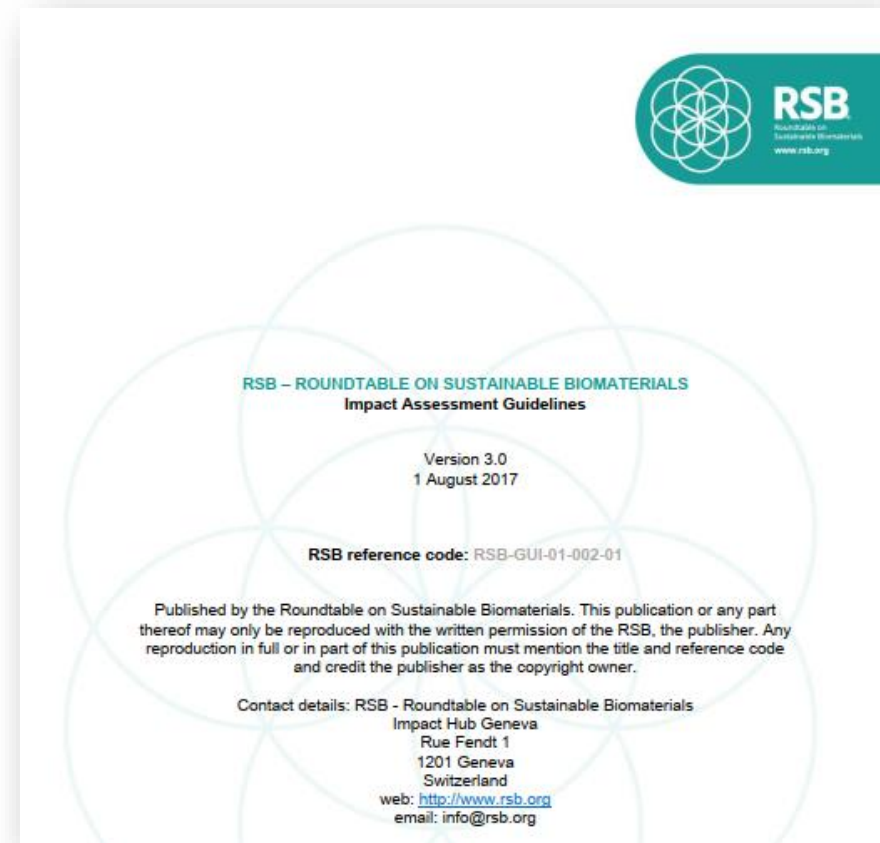 RSB
Roundtable on
Sustainable Biomaterials
www.rsb.org
RSB – ROUNDTABLE ON SUSTAINABLE BIOMATERIALS
Impact Assessment Guidelines
Version 3.0
1 August 2017
RSB reference code: RSB-GUI-01-002-01
Published by the Roundtable on Sustainable Biomaterials. This publication or any part
thereof may only be reproduced with the written permission of the RSB, the publisher. Any
reproduction in full or in part of this publication must mention the title and reference code
and credit the publisher as the copyright owner.
Contact details: RSB - Roundtable on Sustainable Biomaterials
Impact Hub Geneva
Rue Fendt 1
1201 Geneva
Switzerland
web: http://www.rsb.org
email: info@rsb.org